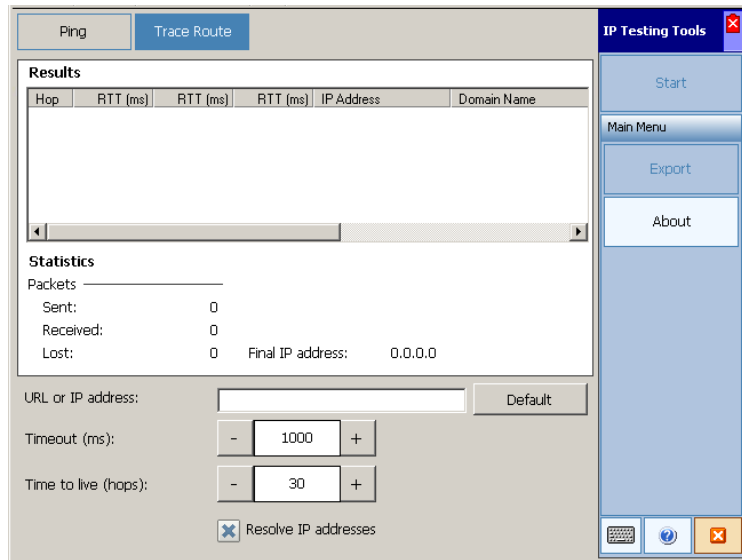 Ping
Trace Route
Results
Hop RTT (ms) RTT (ms) RTT (ms) IP Address Domain Name
Statistics
Packets
Sent: 0
Received: 0
Lost: 0 Final IP address: 0.0.0.0
URL or IP address: Default
Timeout (ms): - 1000 +
Time to live (hops): - 30 +
Resolve IP addresses
IP Testing Tools
Start
Main Menu
Export
About